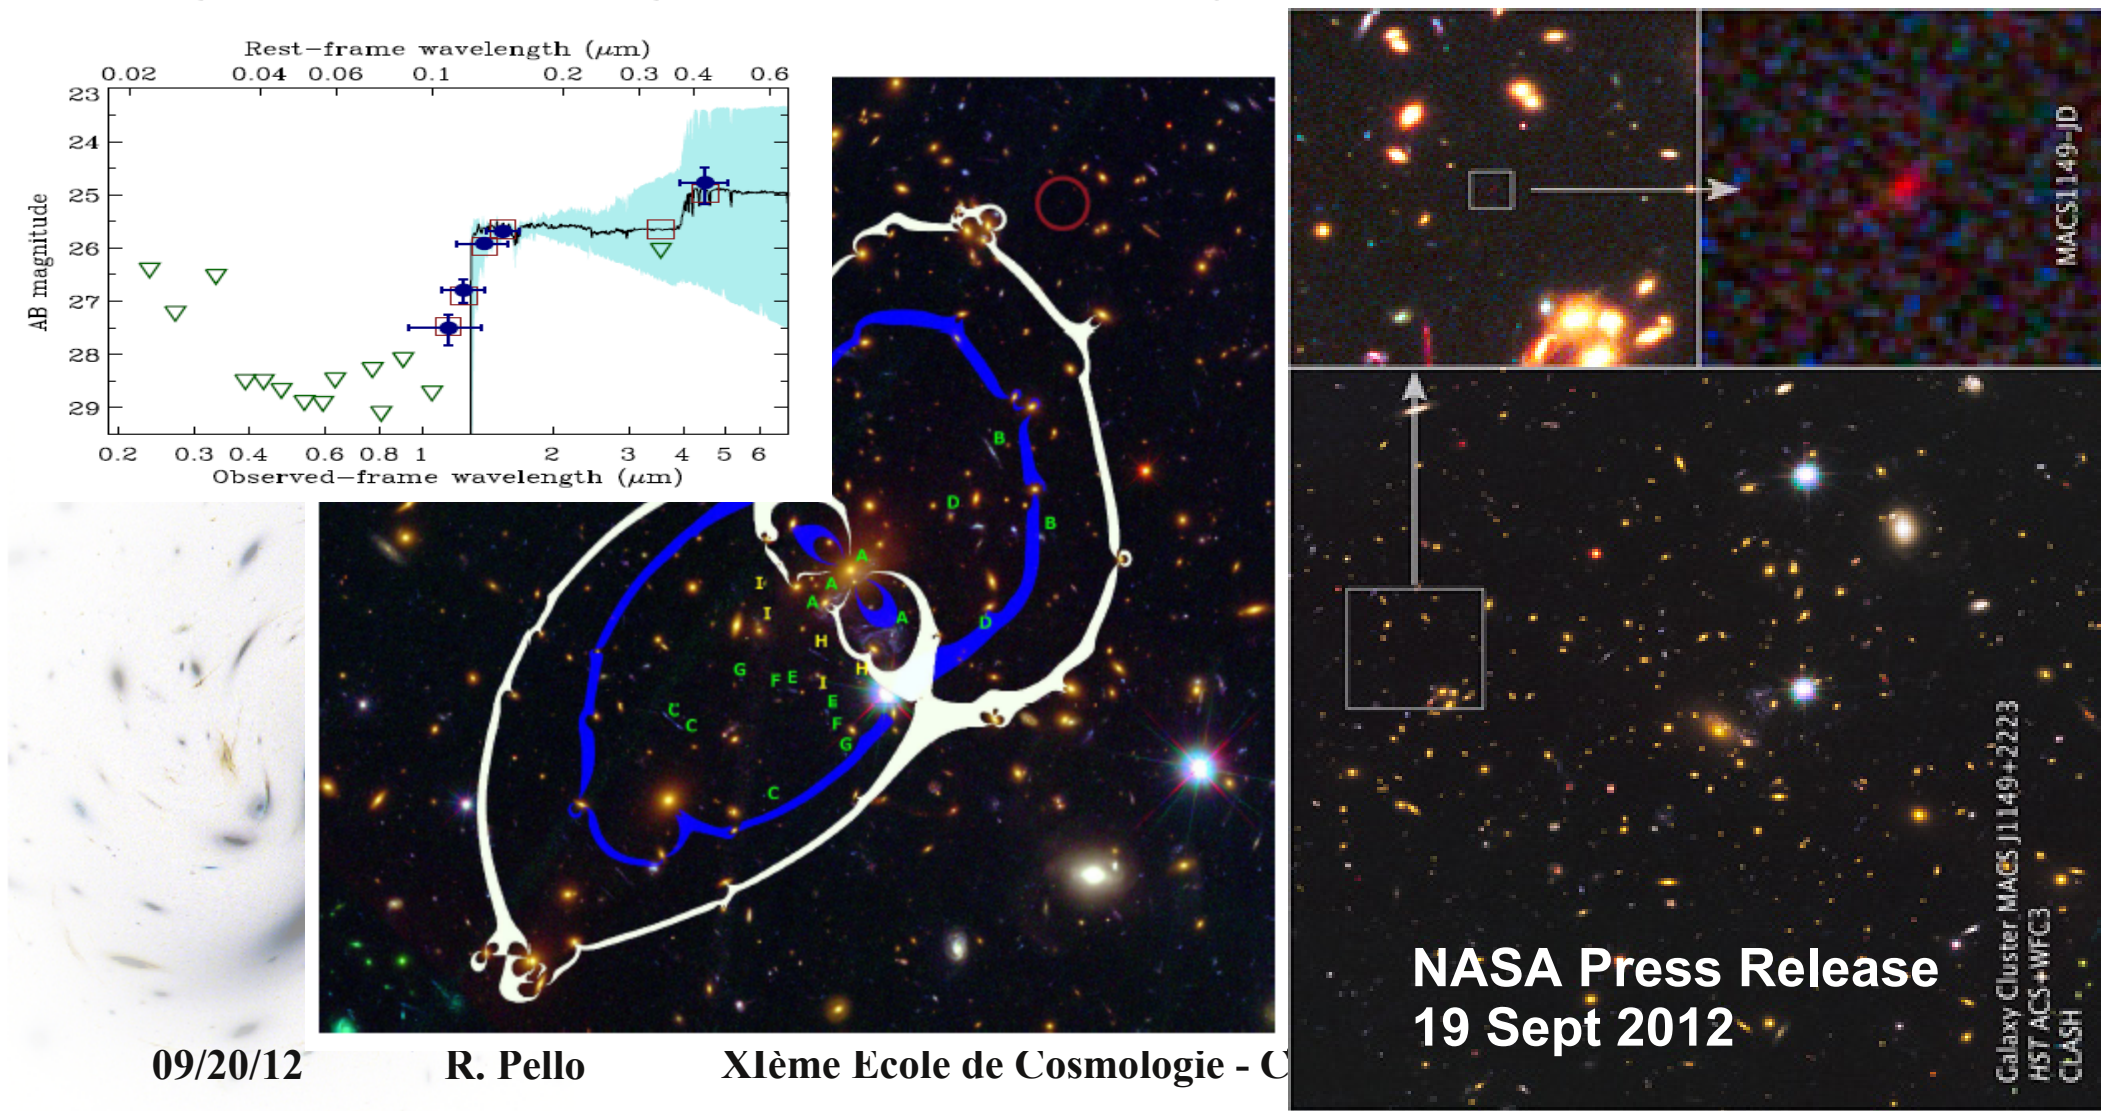 Rest-frame wavelength (μm)
0.02 0.04 0.06 0.1 0.2 0.3 0.4 0.6
AB magnitude
23
24
25
26
27
28
29
0.2 0.3 0.4 0.6 0.8 1 2 3 4 5 6
Observed-frame wavelength (μm)
B
D
B
A
I
A
A
I
A
D
H
G
F
E
I
H
E
C
C
F
G
C
MACS1149-JD
Galaxy Cluster MACS J1149+2223
HST ACS+WFC3
CLASH
NASA Press Release
19 Sept 2012
09/20/12 R. Pello XIème Ecole de Cosmologie - C